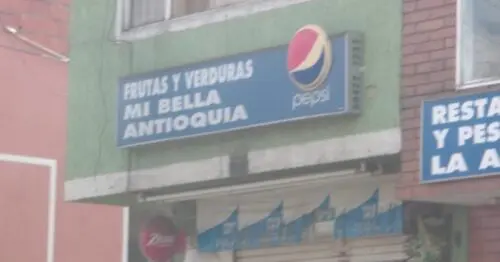 FRUTAS Y VERDURAS
MI BELLA
ANTIOQUIA
pepsi
RESTA
Y PES
LA A